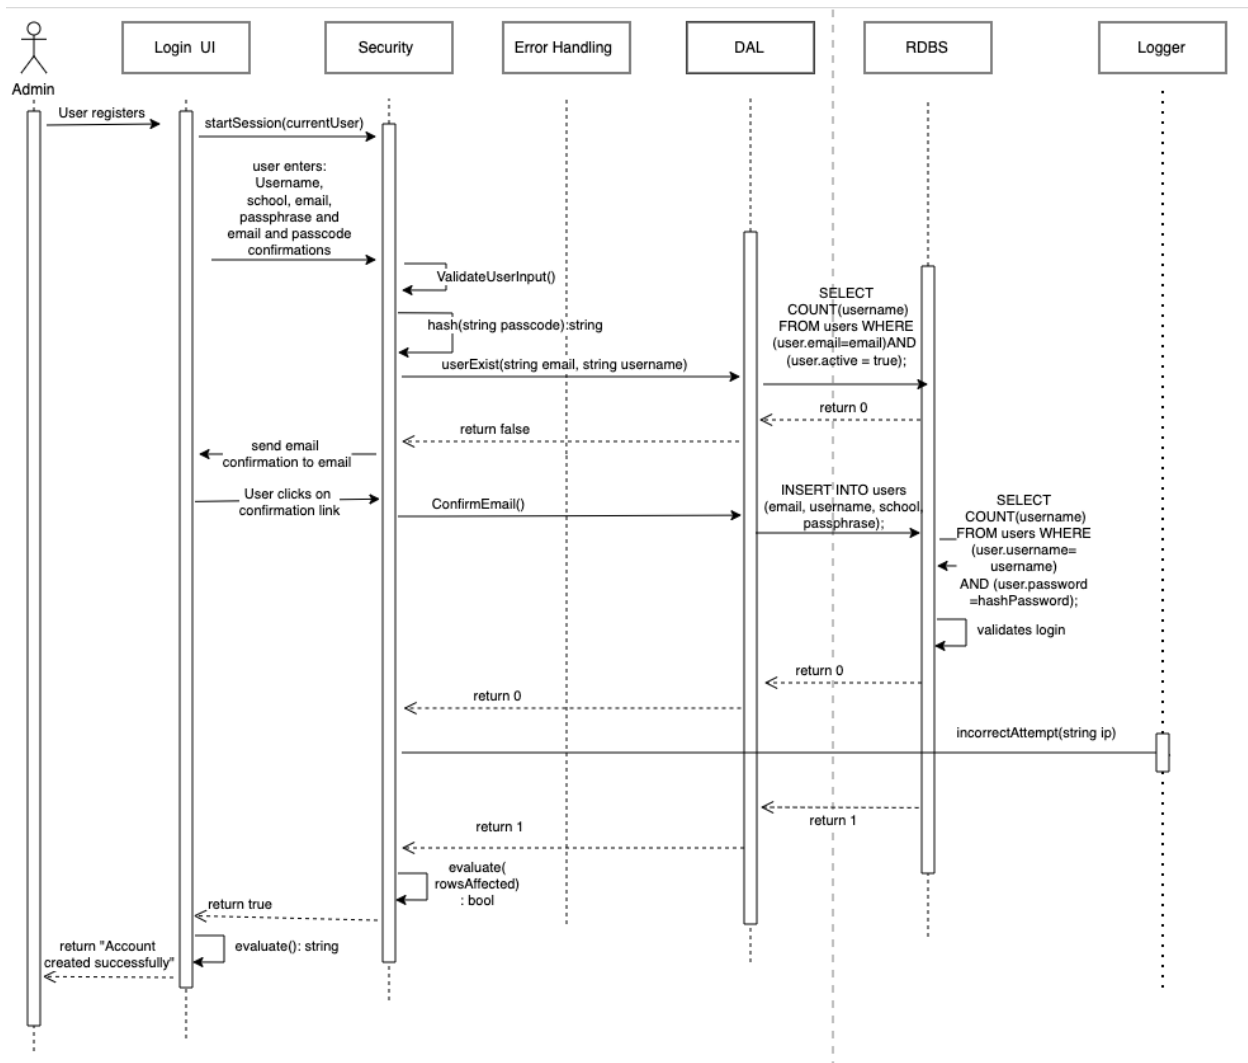 Login UI
Security
Error Handling
DAL
RDBS
Logger
Admin
User registers
startSession(currentUser)
user enters:
Username,
school, email,
passphrase and
email and passcode
confirmations
ValidateUserInput()
hash(string passcode):string
userExist(string email, string username)
SELECT
COUNT(username)
FROM users WHERE
(user.email=email)AND
(user.active = true);
return 0
return false
send email
confirmation to email
User clicks on
confirmation link
ConfirmEmail()
INSERT INTO users
(email, username, school,
passphrase);
SELECT
COUNT(username)
FROM users WHERE
(user.username=
username)
AND (user.password
=hashPassword);
validates login
return 0
return 0
incorrectAttempt(string ip)
return 1
return 1
evaluate(
rowsAffected)
: bool
return true
evaluate(): string
return "Account
created successfully"